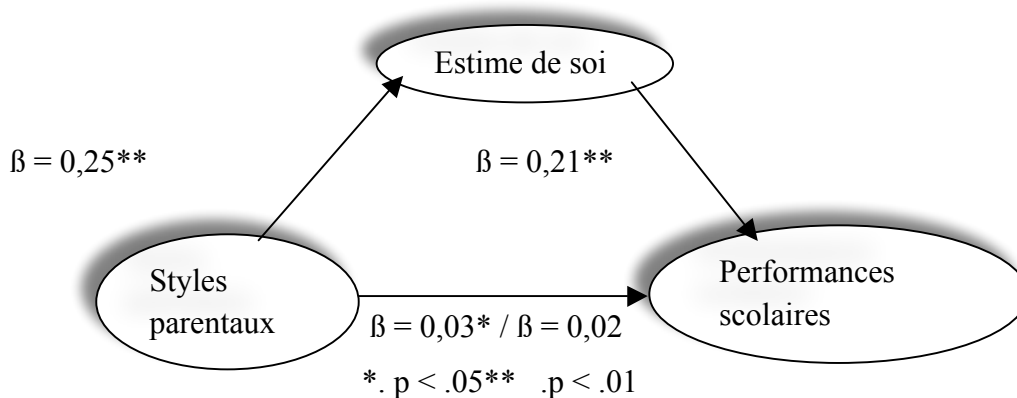 Estime de soi
ß = 0,25**
ß = 0,21**
Styles
parentaux
Performances
scolaires
ß = 0,03* / ß = 0,02
*. p < .05** .p < .01